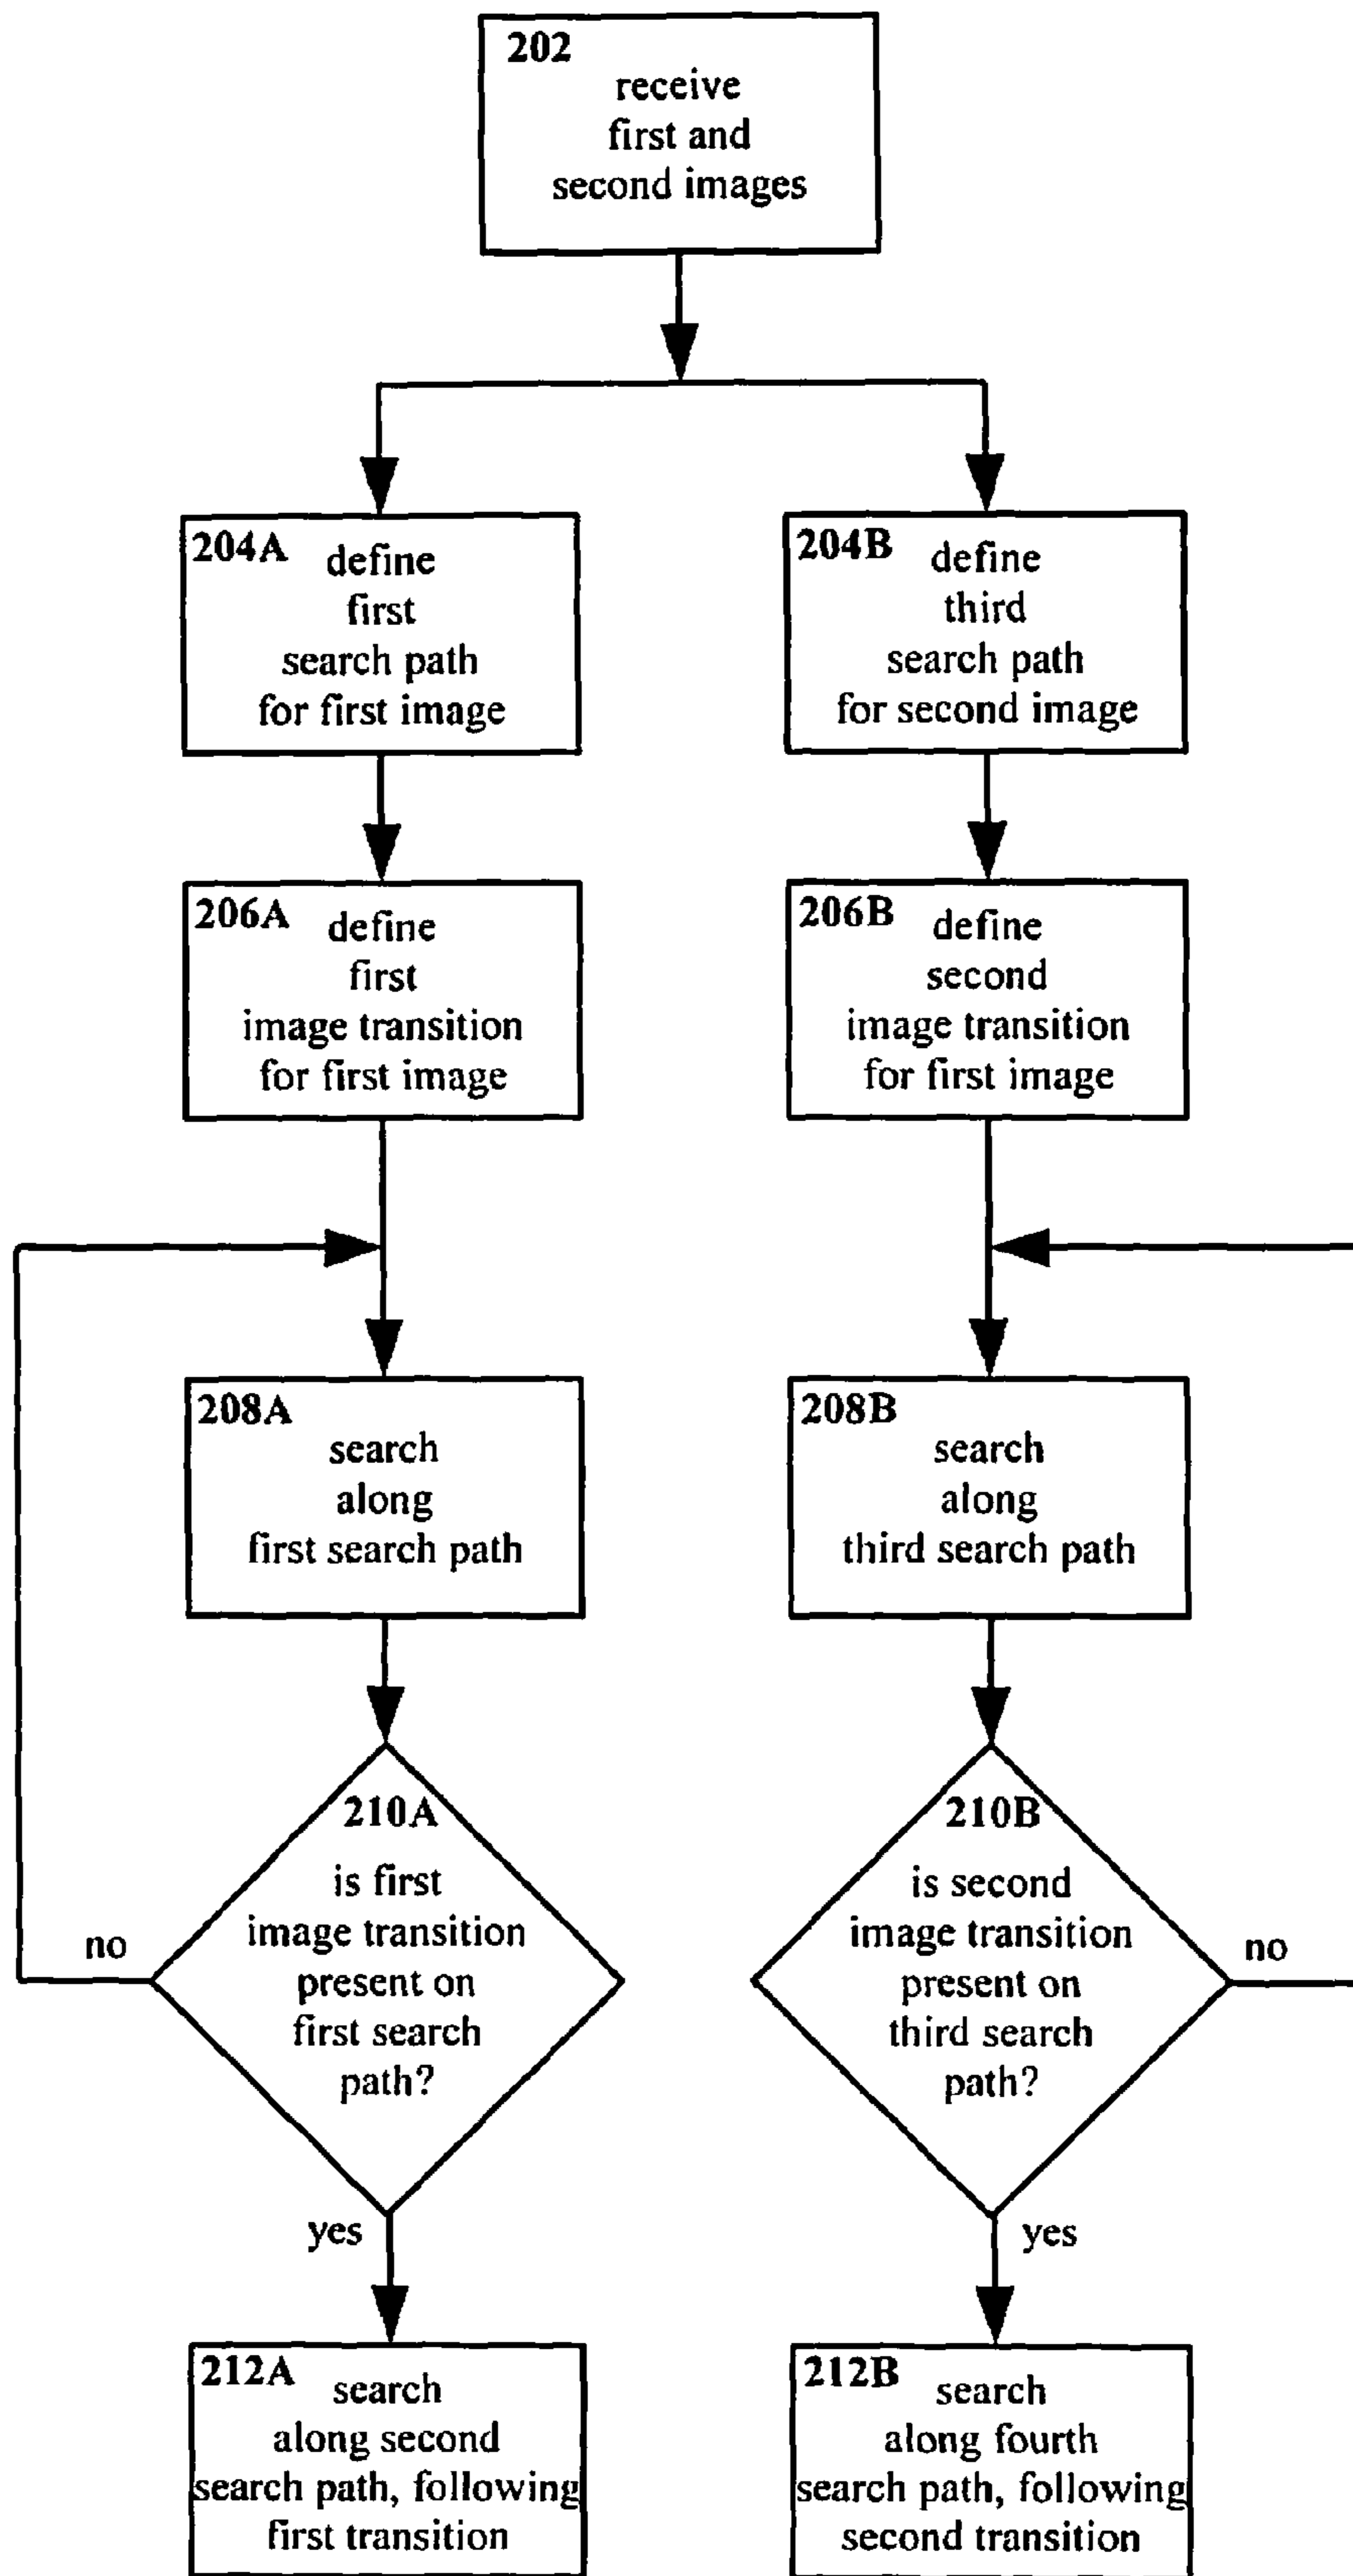 202
receive
first and
second images
204A
define
first
search path
for first image
204B
define
third
search path
for second image
206A
define
first
image transition
for first image
206B
define
second
image transition
for first image
208A
search
along
first search path
208B
search
along
third search path
210A
is first
image transition
present on
first search
path?
no
yes
210B
is second
image transition
present on
third search
path?
no
yes
212A
search
along second
search path, following
first transition
212B
search
along fourth
search path, following
second transition